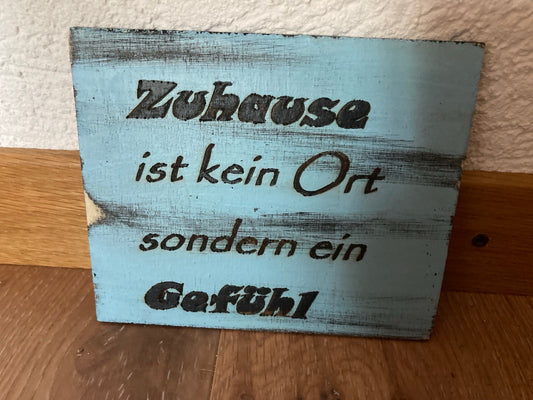 Zuhause
ist kein Ort
sondern ein
Gefühl